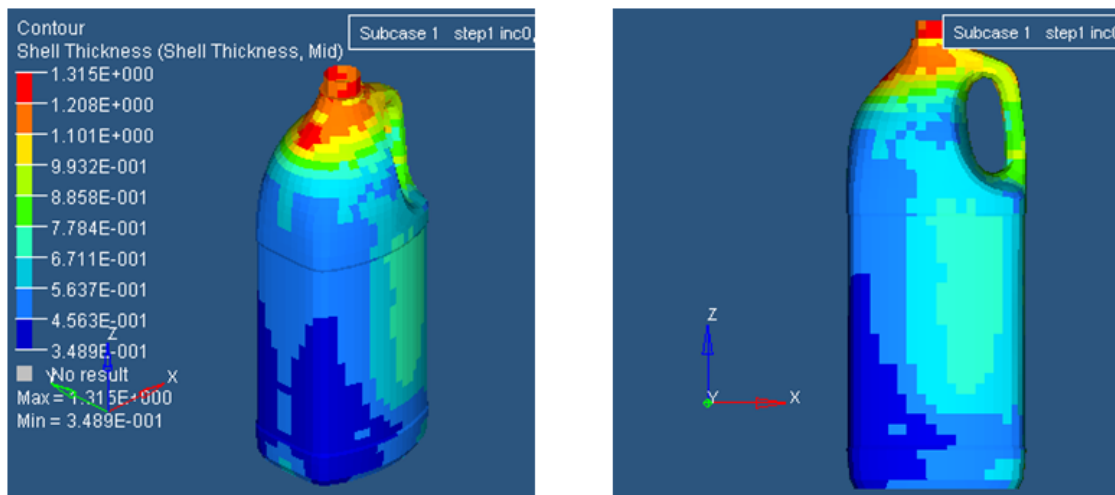 Contour
Subcase 1 step1 inc0,
Shell Thickness (Shell Thickness, Mid)
1.315E+000
1.208E+000
1.101E+000
9.932E-001
8.858E-001
7.784E-001
6.711E-001
5.637E-001
4.563E-001
3.489E-001
No result
Max = 1.315E+000
Min = 3.489E-001
Z
Y
X
Subcase 1 step1 inc0
Z
Y
X